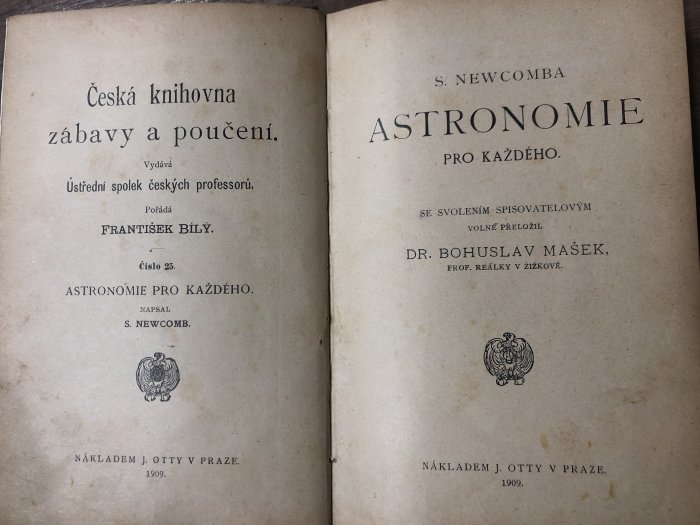 Česká knihovna
zábavy a poučení.
Vydává
Ústřední spolek českých professorů.
Pořádá
FRANTIŠEK BÍLÝ.
Číslo 25.
ASTRONOMIE PRO KAŽDÉHO.
NAPSAL
S. NEWCOMB.
NÁKLADEM J. OTTY V PRAZE.
1909.
S. NEWCOMBA
ASTRONOMIE
PRO KAŽDÉHO.
SE SVOLENÍM SPISOVATELOVÝM
VOLNĚ PŘELOŽIL
DR. BOHUSLAV MAŠEK,
PROF. REÁLKY V ŽIŽKOVĚ.
NÁKLADEM J. OTTY V PRAZE.
1909.